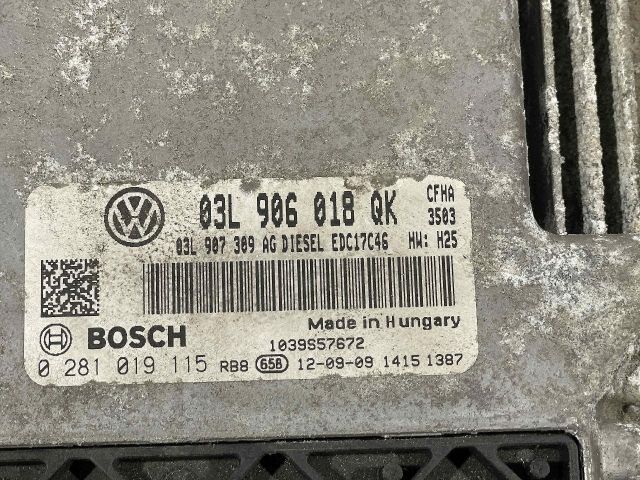 03L 906 018 QK CFHA
3503
03L 907 309 AG DIESEL EDC17C46 HW: H25
Made in Hungary
BOSCH 1039S57672
0 281 019 115 RB8 65B 12-09-09 1415 1387